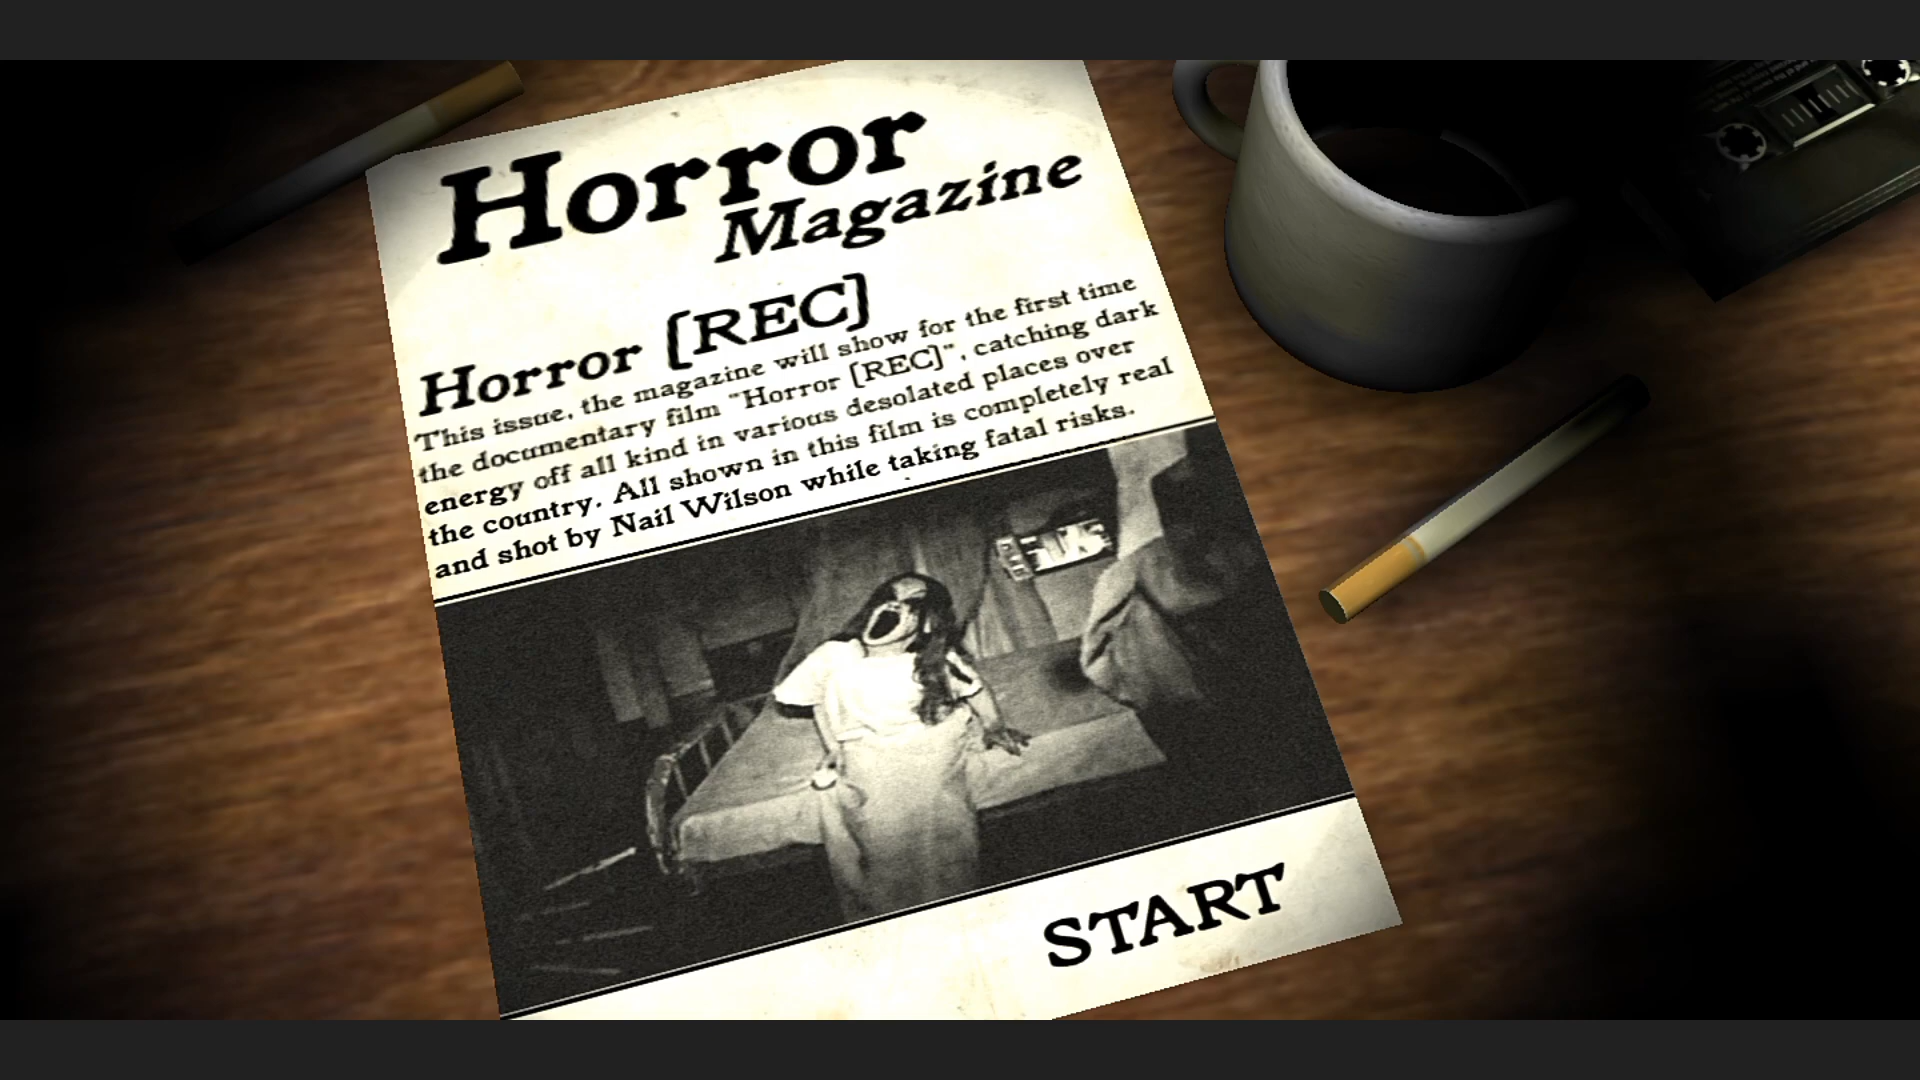 Horror
Magazine
Horror [REC]
This issue, the magazine will show for the first time
the documentary film "Horror [REC]", catching dark
energy off all kind in various desolated places over
the country. All shown in this film is completely real
and shot by Nail Wilson while taking fatal risks.
START